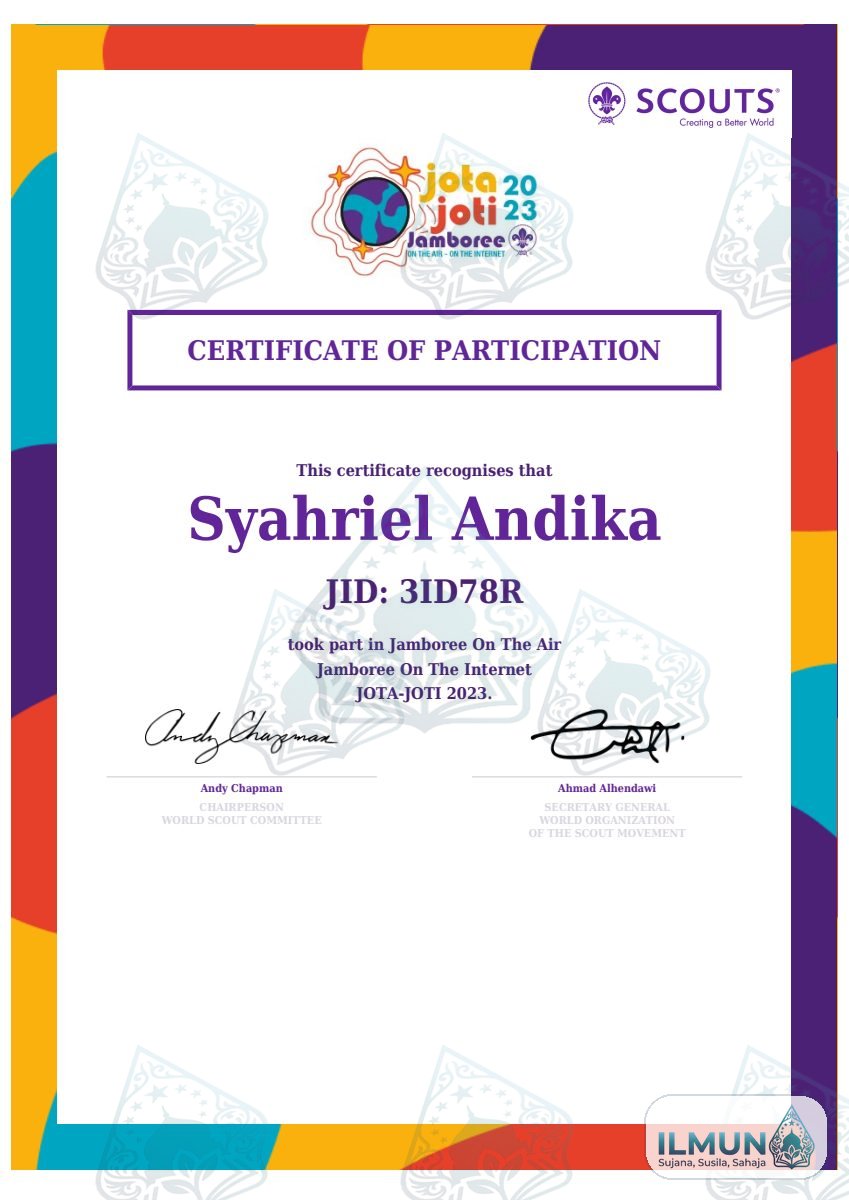 SCOUTS®
Creating a Better World
jota 20
joti 23
Jamboree
ON THE AIR - ON THE INTERNET
CERTIFICATE OF PARTICIPATION
This certificate recognises that
Syahriel Andika
JID: 3ID78R
took part in Jamboree On The Air
Jamboree On The Internet
JOTA-JOTI 2023.
Andy Chapman
Andy Chapman
CHAIRPERSON
WORLD SCOUT COMMITTEE
Ahmad Alhendawi
SECRETARY GENERAL
WORLD ORGANIZATION
OF THE SCOUT MOVEMENT
ILMUN
Sujana, Susila, Sahaja